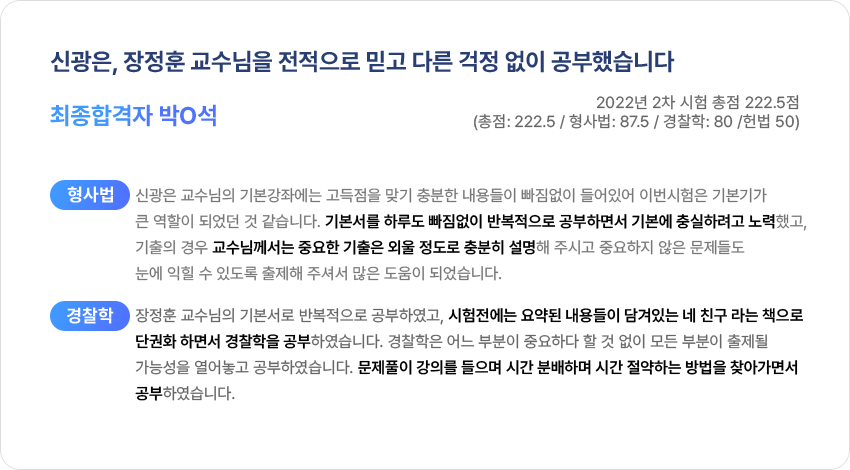 신광은, 장정훈 교수님을 전적으로 믿고 다른 걱정 없이 공부했습니다
최종합격자 박O석
2022년 2차 시험 총점 222.5점
(총점: 222.5 / 형사법: 87.5 / 경찰학: 80 /헌법 50)
형사법
신광은 교수님의 기본강좌에는 고득점을 맞기 충분한 내용들이 빠짐없이 들어있어 이번시험은 기본기가
큰 역할이 되었던 것 같습니다. 기본서를 하루도 빠짐없이 반복적으로 공부하면서 기본에 충실하려고 노력했고,
기출의 경우 교수님께서는 중요한 기출은 외울 정도로 충분히 설명해 주시고 중요하지 않은 문제들도
눈에 익힐 수 있도록 출제해 주셔서 많은 도움이 되었습니다.
경찰학
장정훈 교수님의 기본서로 반복적으로 공부하였고, 시험전에는 요약된 내용들이 담겨있는 네 친구 라는 책으로
단권화 하면서 경찰학을 공부하였습니다. 경찰학은 어느 부분이 중요하다 할 것 없이 모든 부분이 출제될
가능성을 열어놓고 공부하였습니다. 문제풀이 강의를 들으며 시간 분배하며 시간 절약하는 방법을 찾아가면서
공부하였습니다.